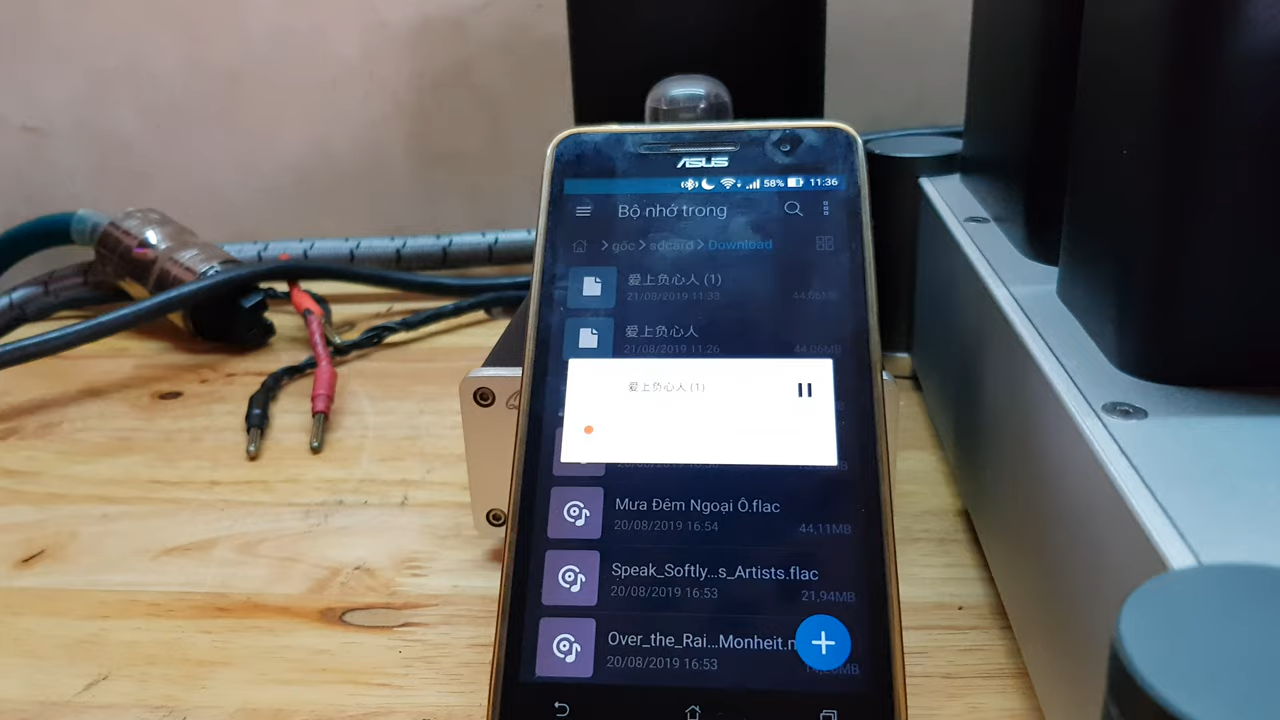 ASUS
58% 11:36
Bộ nhớ trong
gốc sdcard Download
爱上负心人 (1)
21/08/2019 11:33 44,06MB
爱上负心人
21/08/2019 11:26 44,06MB
爱上负心人 (1)
Mưa Đêm Ngoại Ô.flac
20/08/2019 16:54 44,11MB
Speak_Softly...s_Artists.flac
20/08/2019 16:53 21,94MB
Over_the_Rai...Monheit.
20/08/2019 16:53